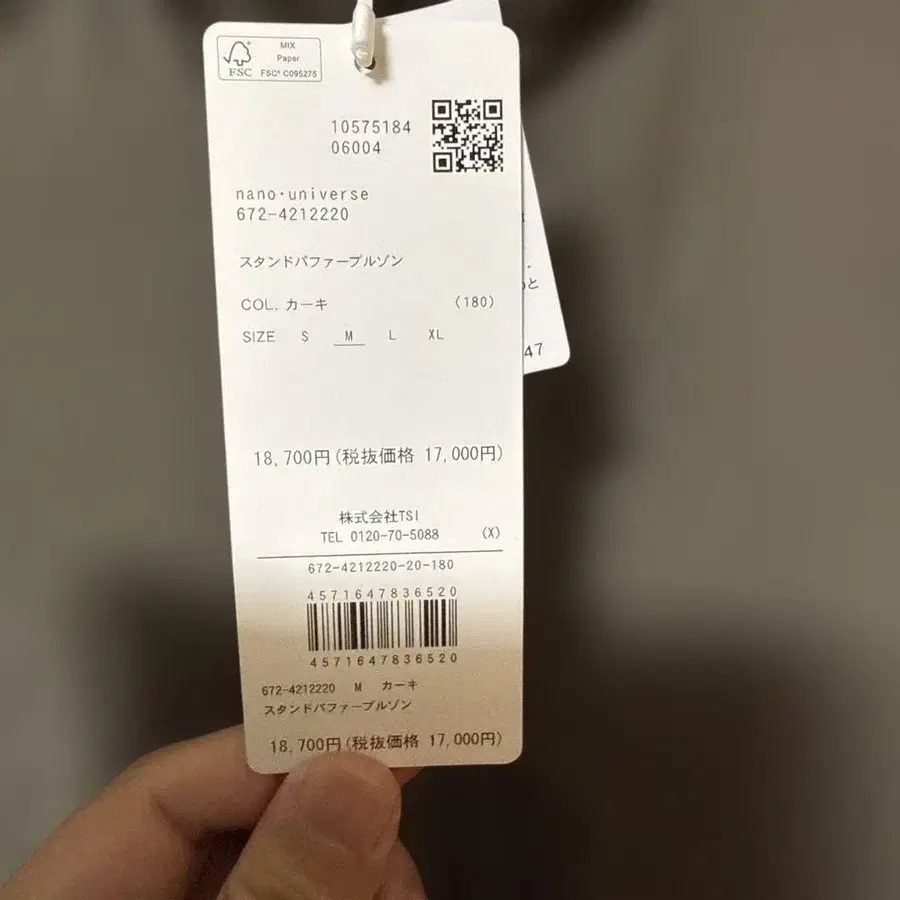 MIX
Paper
FSC
FSC® C095275
10575184
06004
nano・universe
672-4212220
スタンドパファーブルゾン
COL. カーキ (180)
SIZE S M L XL
18,700円(税抜価格 17,000円)
株式会社TSI
TEL 0120-70-5088 (X)
672-4212220-20-180
4571647836520
4571647836520
672-4212220 M カーキ
スタンドパファーブルゾン
18,700円(税抜価格 17,000円)
と
47